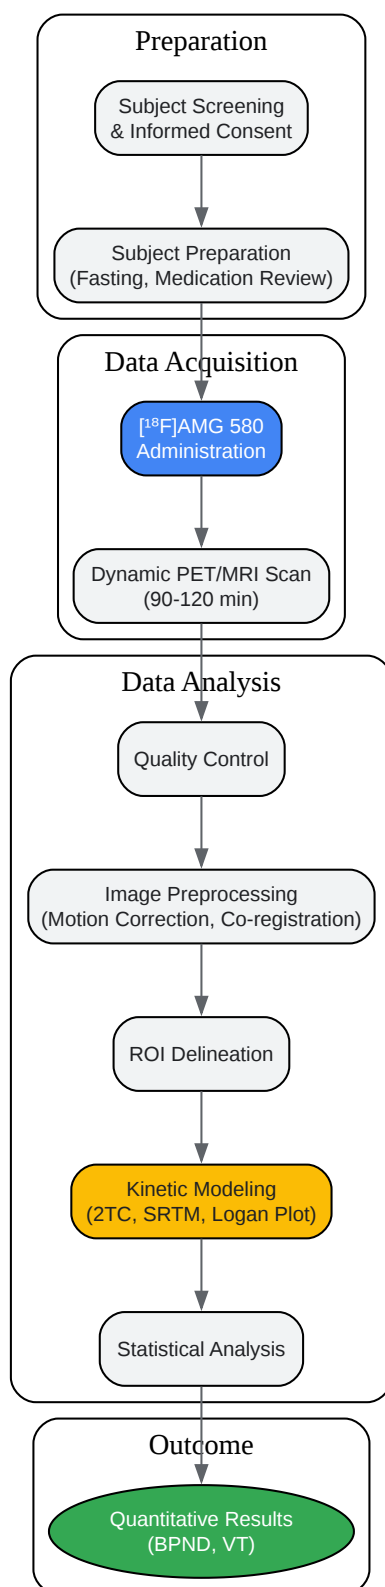 Preparation
Subject Screening
& Informed Consent
Subject Preparation
(Fasting, Medication Review)
Data Acquisition
[¹⁸F]AMG 580
Administration
Dynamic PET/MRI Scan
(90-120 min)
Data Analysis
Quality Control
Image Preprocessing
(Motion Correction, Co-registration)
ROI Delineation
Kinetic Modeling
(2TC, SRTM, Logan Plot)
Statistical Analysis
Outcome
Quantitative Results
(BPND, VT)